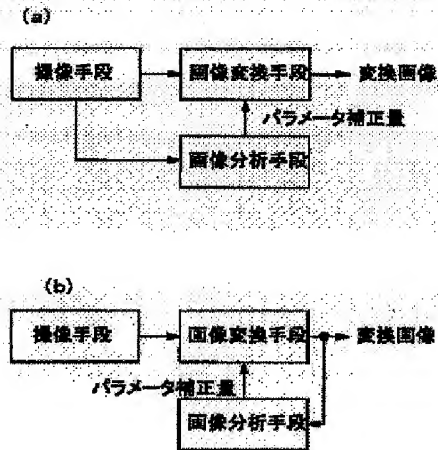 (a)
撮像手段 画像変換手段 変換画像
パラメータ補正量
画像分析手段
(b)
撮像手段 画像変換手段 変換画像
パラメータ補正量
画像分析手段